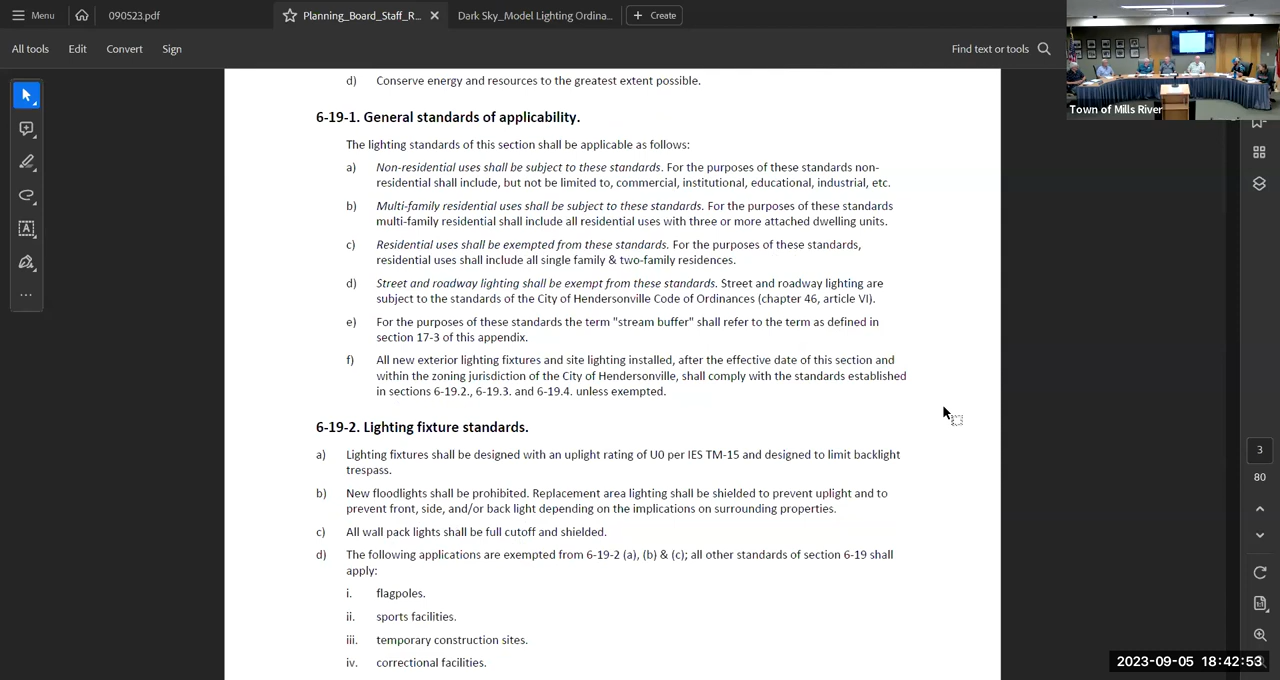 Menu
090523.pdf
Planning_Board_Staff_R...
Dark Sky_Model Lighting Ordina...
Create
All tools
Edit
Convert
Sign
Find text or tools
Town of Mills River
d) Conserve energy and resources to the greatest extent possible.
6-19-1. General standards of applicability.
The lighting standards of this section shall be applicable as follows:
a) Non-residential uses shall be subject to these standards. For the purposes of these standards non-
residential shall include, but not be limited to, commercial, institutional, educational, industrial, etc.
b) Multi-family residential uses shall be subject to these standards. For the purposes of these standards
multi-family residential shall include all residential uses with three or more attached dwelling units.
c) Residential uses shall be exempted from these standards. For the purposes of these standards,
residential uses shall include all single family & two-family residences.
d) Street and roadway lighting shall be exempt from these standards. Street and roadway lighting are
subject to the standards of the City of Hendersonville Code of Ordinances (chapter 46, article VI).
e) For the purposes of these standards the term "stream buffer" shall refer to the term as defined in
section 17-3 of this appendix.
f) All new exterior lighting fixtures and site lighting installed, after the effective date of this section and
within the zoning jurisdiction of the City of Hendersonville, shall comply with the standards established
in sections 6-19.2., 6-19.3. and 6-19.4. unless exempted.
6-19-2. Lighting fixture standards.
a) Lighting fixtures shall be designed with an uplight rating of U0 per IES TM-15 and designed to limit backlight
trespass.
b) New floodlights shall be prohibited. Replacement area lighting shall be shielded to prevent uplight and to
prevent front, side, and/or back light depending on the implications on surrounding properties.
c) All wall pack lights shall be full cutoff and shielded.
d) The following applications are exempted from 6-19-2 (a), (b) & (c); all other standards of section 6-19 shall
apply:
i. flagpoles.
ii. sports facilities.
iii. temporary construction sites.
iv. correctional facilities.
3
80
2023-09-05 18:42:53